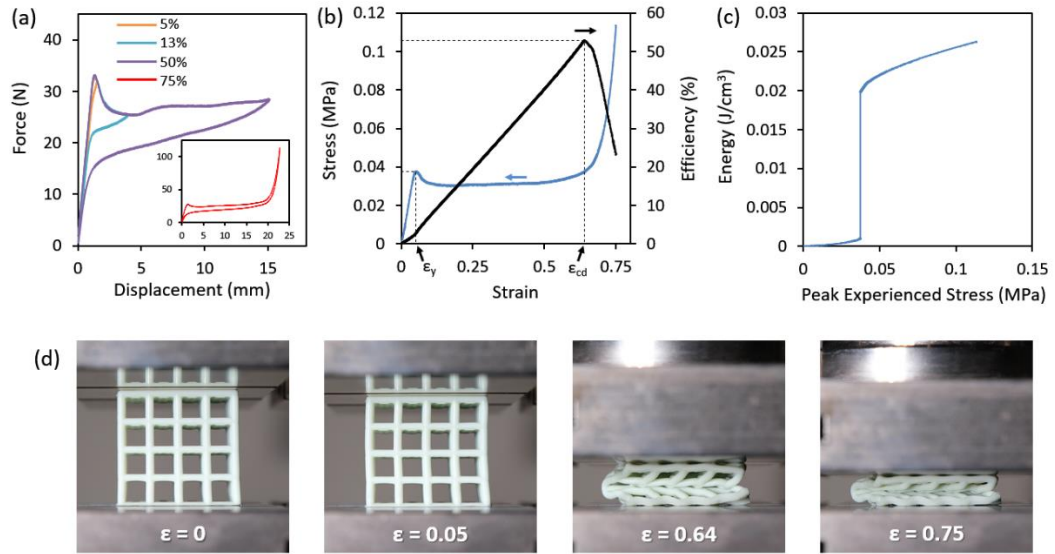 (a)
5%
13%
50%
75%
Force (N)
40
30
20
10
0
100
50
0
0 5 10 15 20 25
0 5 10 15
Displacement (mm)
(b)
Stress (MPa)
0.12
0.1
0.08
0.06
0.04
0.02
0
60
50
40
30
20
10
0
Efficiency (%)
0 0.25 0.5 0.75
εy
εcd
Strain
(c)
Energy (J/cm³)
0.03
0.025
0.02
0.015
0.01
0.005
0
0 0.05 0.1 0.15
Peak Experienced Stress (MPa)
(d)
ε = 0
ε = 0.05
ε = 0.64
ε = 0.75